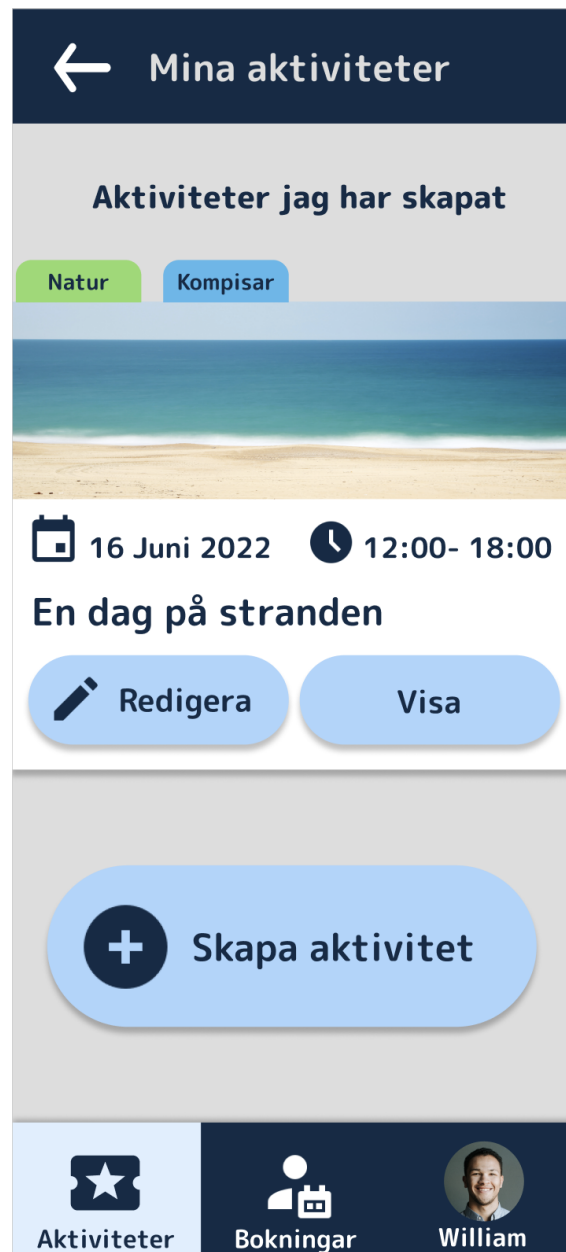 Mina aktiviteter
Aktiviteter jag har skapat
Natur Kompisar
16 Juni 2022 12:00- 18:00
En dag på stranden
Redigera Visa
Skapa aktivitet
Aktiviteter Bokningar William